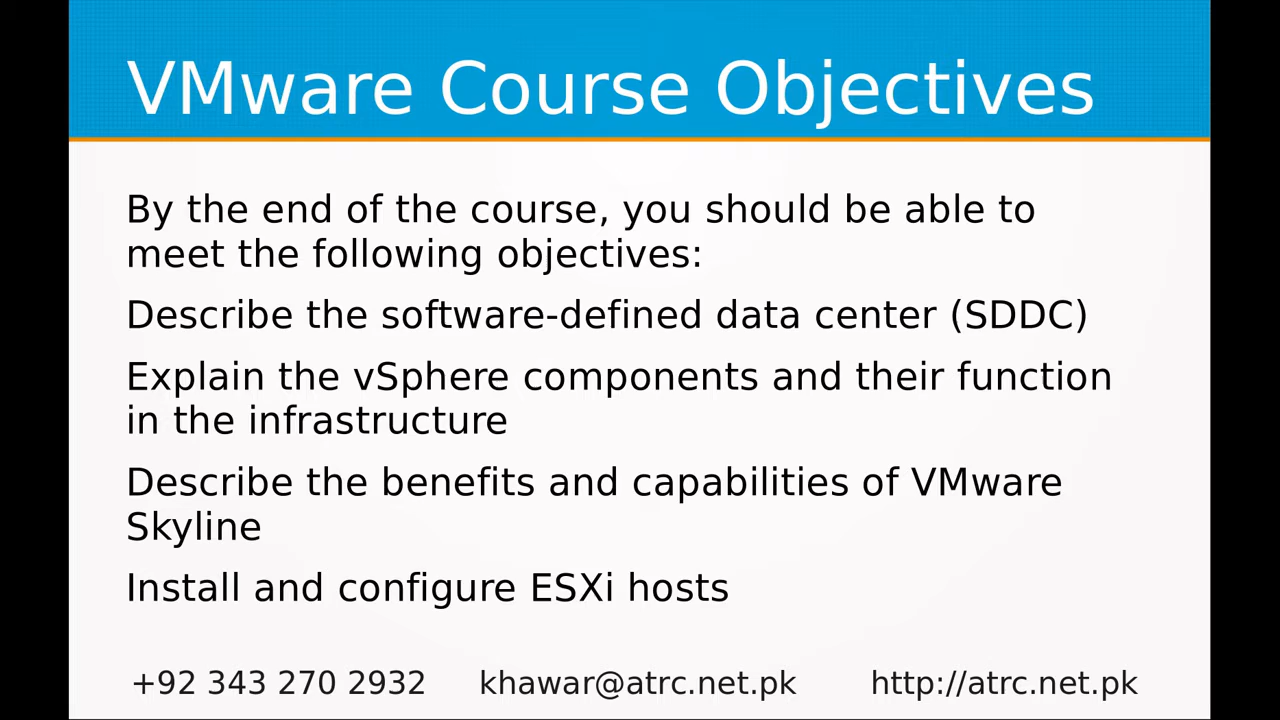 VMware Course Objectives
By the end of the course, you should be able to
meet the following objectives:
Describe the software-defined data center (SDDC)
Explain the vSphere components and their function
in the infrastructure
Describe the benefits and capabilities of VMware
Skyline
Install and configure ESXi hosts
+92 343 270 2932 khawar@atrc.net.pk http://atrc.net.pk